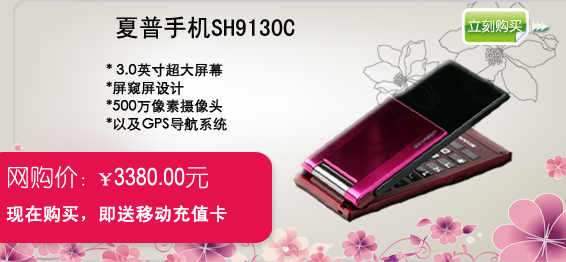 夏普手机SH9130C
立刻购买
* 3.0英寸超大屏幕
*屏窥屏设计
*500万像素摄像头
*以及GPS导航系统
SHARP
网购价：￥3380.00元
现在购买，即送移动充值卡